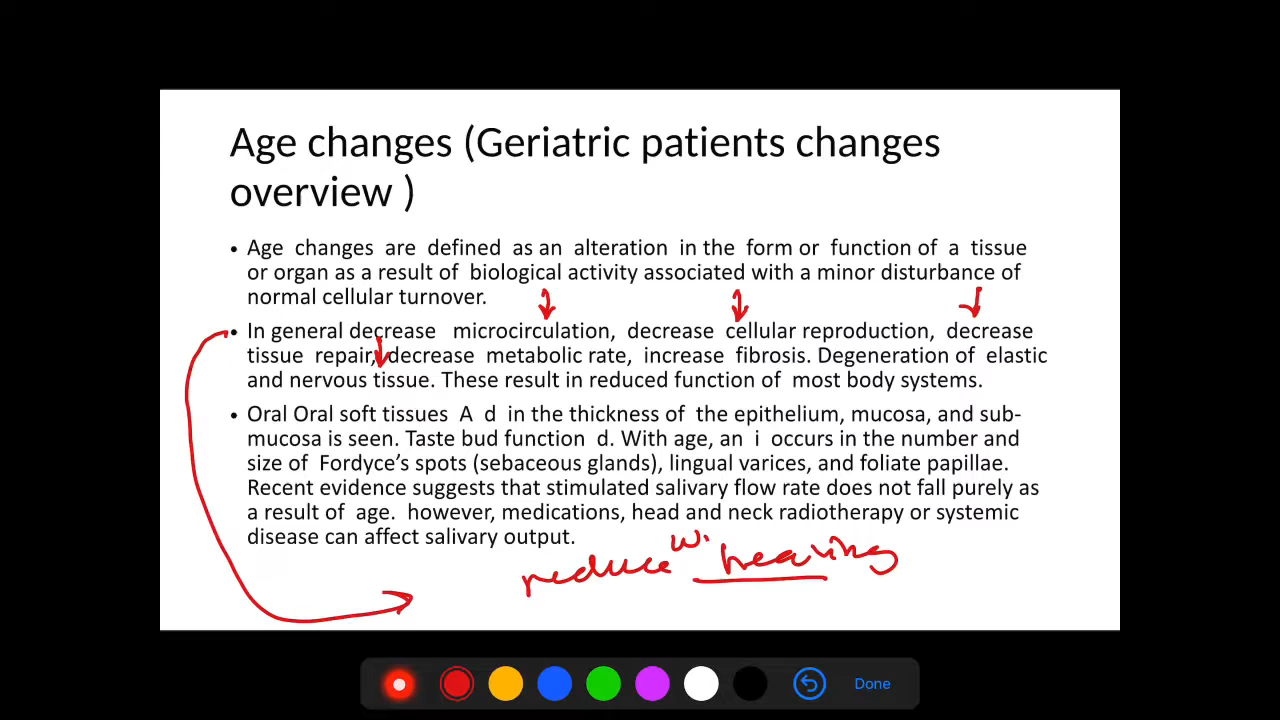 Age changes (Geriatric patients changes
overview )
• Age changes are defined as an alteration in the form or function of a tissue
or organ as a result of biological activity associated with a minor disturbance of
normal cellular turnover.
• In general decrease microcirculation, decrease cellular reproduction, decrease
tissue repair, decrease metabolic rate, increase fibrosis. Degeneration of elastic
and nervous tissue. These result in reduced function of most body systems.
• Oral Oral soft tissues A d in the thickness of the epithelium, mucosa, and sub-
mucosa is seen. Taste bud function d. With age, an i occurs in the number and
size of Fordyce’s spots (sebaceous glands), lingual varices, and foliate papillae.
Recent evidence suggests that stimulated salivary flow rate does not fall purely as
a result of age. however, medications, head and neck radiotherapy or systemic
disease can affect salivary output.
reduce w. healing
Done